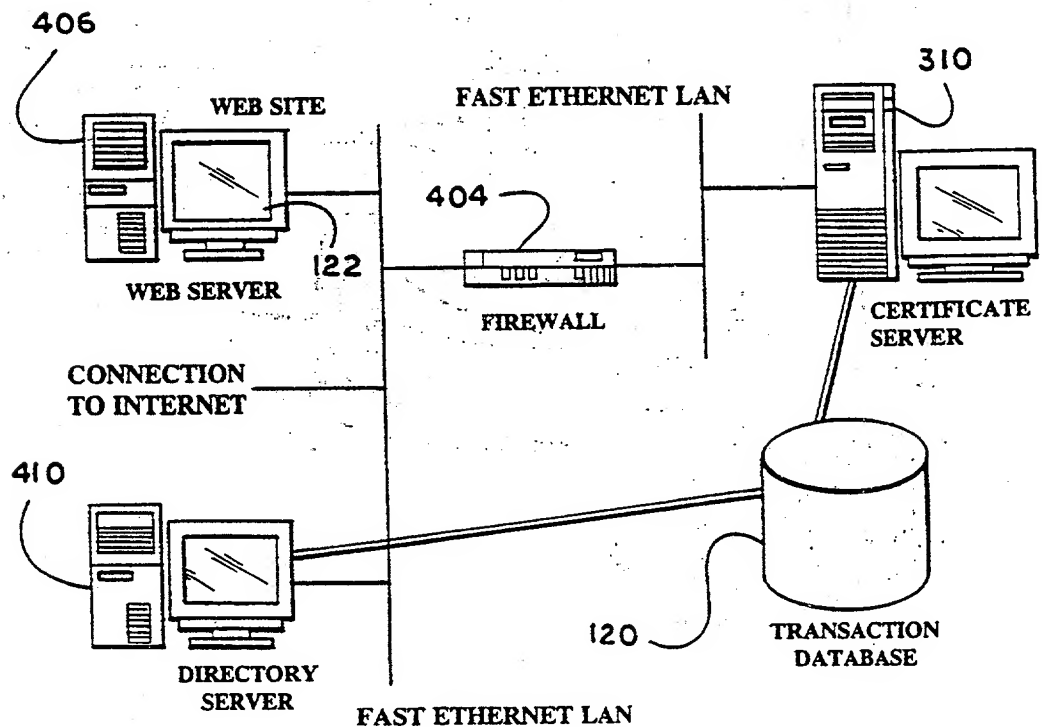 406
310
WEB SITE
FAST ETHERNET LAN
404
122
WEB SERVER
FIREWALL
CERTIFICATE
SERVER
CONNECTION
TO INTERNET
410
120
TRANSACTION
DATABASE
DIRECTORY
SERVER
FAST ETHERNET LAN